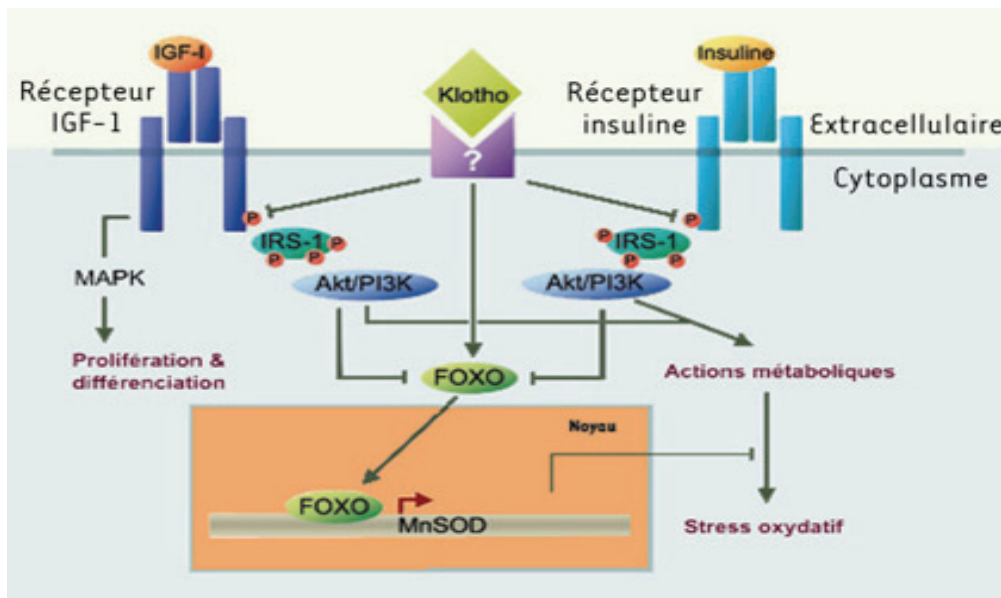 IGF-I
Insuline
Récepteur
IGF-1
Klotho
?
Récepteur
insuline
Extracellulaire
Cytoplasme
P
P
IRS-1
P
P
P
P
IRS-1
P
P
MAPK
Akt/PI3K
Akt/PI3K
Prolifération &
différenciation
FOXO
Actions métaboliques
Noyau
FOXO
MnSOD
Stress oxydatif